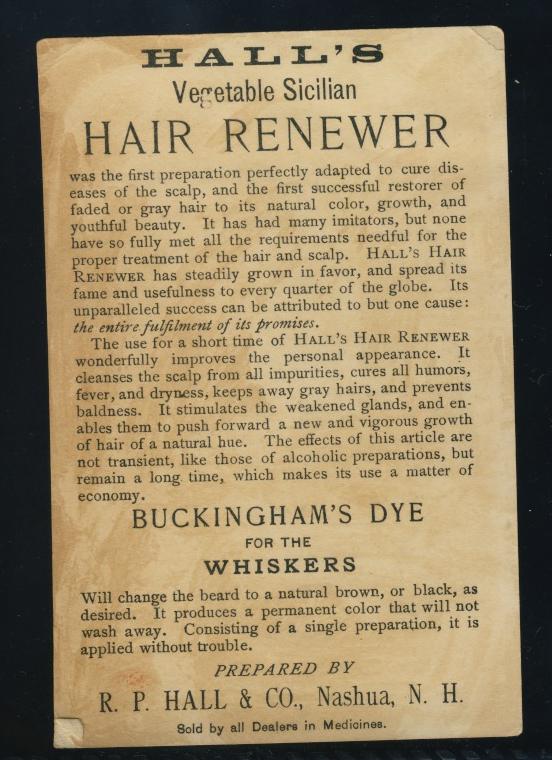 HALL'S
Vegetable Sicilian
HAIR RENEWER
was the first preparation perfectly adapted to cure dis-
eases of the scalp, and the first successful restorer of
faded or gray hair to its natural color, growth, and
youthful beauty. It has had many imitators, but none
have so fully met all the requirements needful for the
proper treatment of the hair and scalp. HALL'S HAIR
RENEWER has steadily grown in favor, and spread its
fame and usefulness to every quarter of the globe. Its
unparalleled success can be attributed to but one cause:
the entire fulfilment of its promises.
The use for a short time of HALL'S HAIR RENEWER
wonderfully improves the personal appearance. It
cleanses the scalp from all impurities, cures all humors,
fever, and dryness, keeps away gray hairs, and prevents
baldness. It stimulates the weakened glands, and en-
ables them to push forward a new and vigorous growth
of hair of a natural hue. The effects of this article are
not transient, like those of alcoholic preparations, but
remain a long time, which makes its use a matter of
economy.
BUCKINGHAM'S DYE
FOR THE
WHISKERS
Will change the beard to a natural brown, or black, as
desired. It produces a permanent color that will not
wash away. Consisting of a single preparation, it is
applied without trouble.
PREPARED BY
R. P. HALL & CO., Nashua, N. H.
Sold by all Dealers in Medicines.